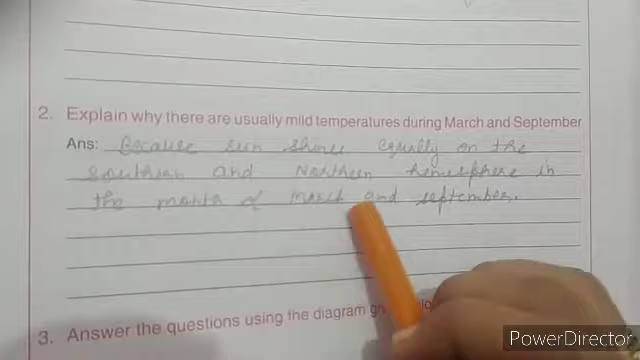 2. Explain why there are usually mild temperatures during March and September
Ans: Because sun shines equally on the
southern and Northern hemisphere in
the month of March and september.
3. Answer the questions using the diagram
PowerDirector